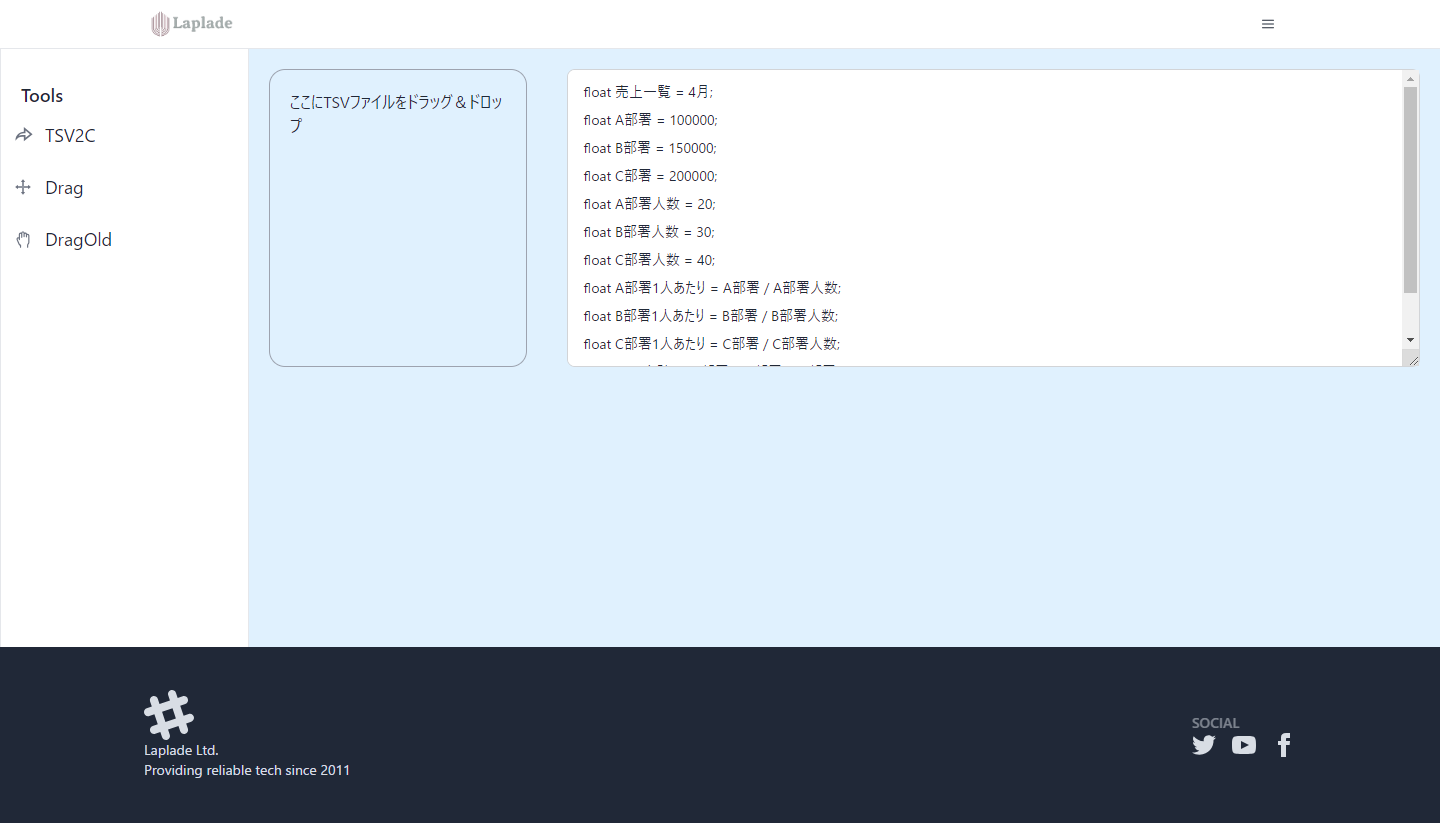 Laplade
Tools
TSV2C
Drag
DragOld
ここにTSVファイルをドラッグ＆ドロッ
プ
float 売上一覧 = 4月;
float A部署 = 100000;
float B部署 = 150000;
float C部署 = 200000;
float A部署人数 = 20;
float B部署人数 = 30;
float C部署人数 = 40;
float A部署1人あたり = A部署 / A部署人数;
float B部署1人あたり = B部署 / B部署人数;
float C部署1人あたり = C部署 / C部署人数;
Laplade Ltd.
Providing reliable tech since 2011
SOCIAL